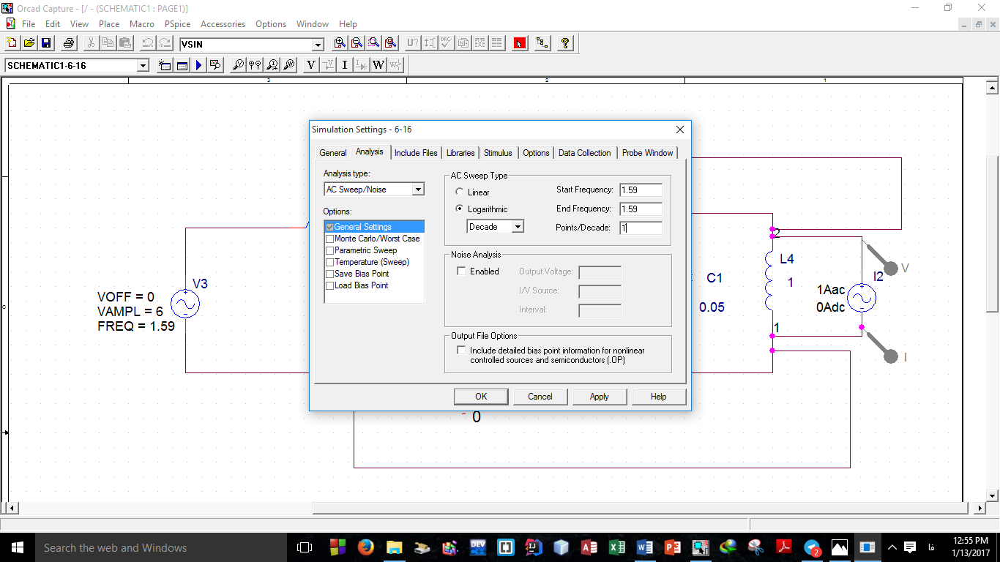 Orcad Capture - [/ - (SCHEMATIC1 : PAGE1)]
File Edit View Place Macro PSpice Accessories Options Window Help
VSIN
U?
DRC
SCHEMATIC1-6-16
V I W
3 2 1
Simulation Settings - 6-16
General Analysis Include Files Libraries Stimulus Options Data Collection Probe Window
Analysis type:
AC Sweep/Noise
Options:
General Settings
Monte Carlo/Worst Case
Parametric Sweep
Temperature (Sweep)
Save Bias Point
Load Bias Point
AC Sweep Type
Linear
Logarithmic
Decade
Start Frequency: 1.59
End Frequency: 1.59
Points/Decade: 1
Noise Analysis
Enabled
Output Voltage:
I/V Source:
Interval:
Output File Options
Include detailed bias point information for nonlinear
controlled sources and semiconductors (.OP)
OK Cancel Apply Help
V3
VOFF = 0
VAMPL = 6
FREQ = 1.59
C
C1
0.05
2
L4
1
1
I2
1Aac
0Adc
V
I
0
Search the web and Windows
DEV
2
فا
12:55 PM
1/13/2017